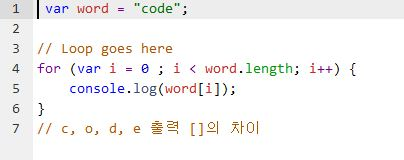 1 var word = "code";
2
3 // Loop goes here
4 for (var i = 0 ; i < word.length; i++) {
5     console.log(word[i]);
6 }
7 // c, o, d, e 출력 []의 차이